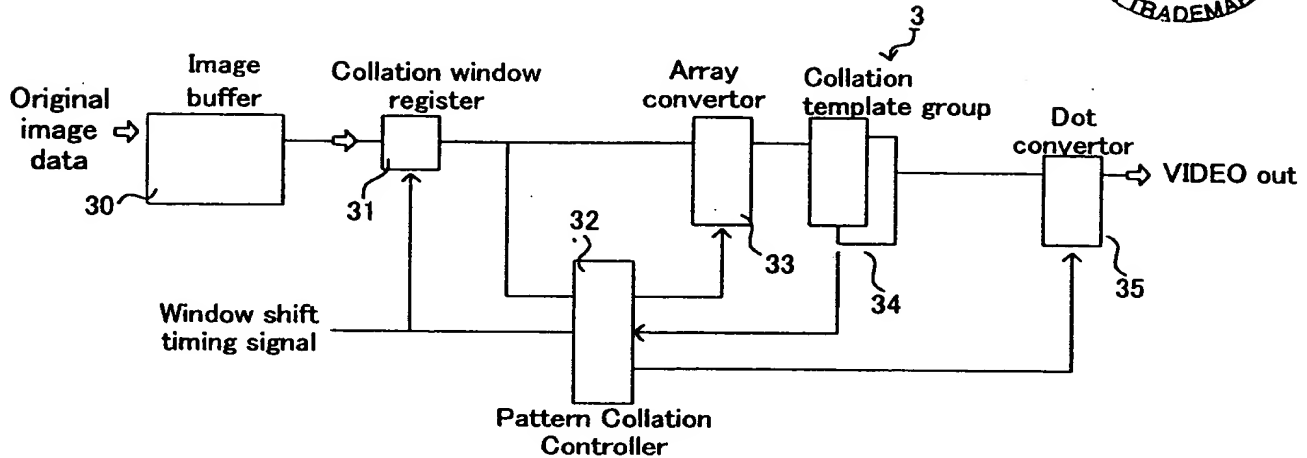 TRADEMAR
3
Image
buffer
Original
image
data
Collation window
register
Array
convertor
Collation
template group
Dot
convertor
VIDEO out
30
31
32
33
34
35
Window shift
timing signal
Pattern Collation
Controller